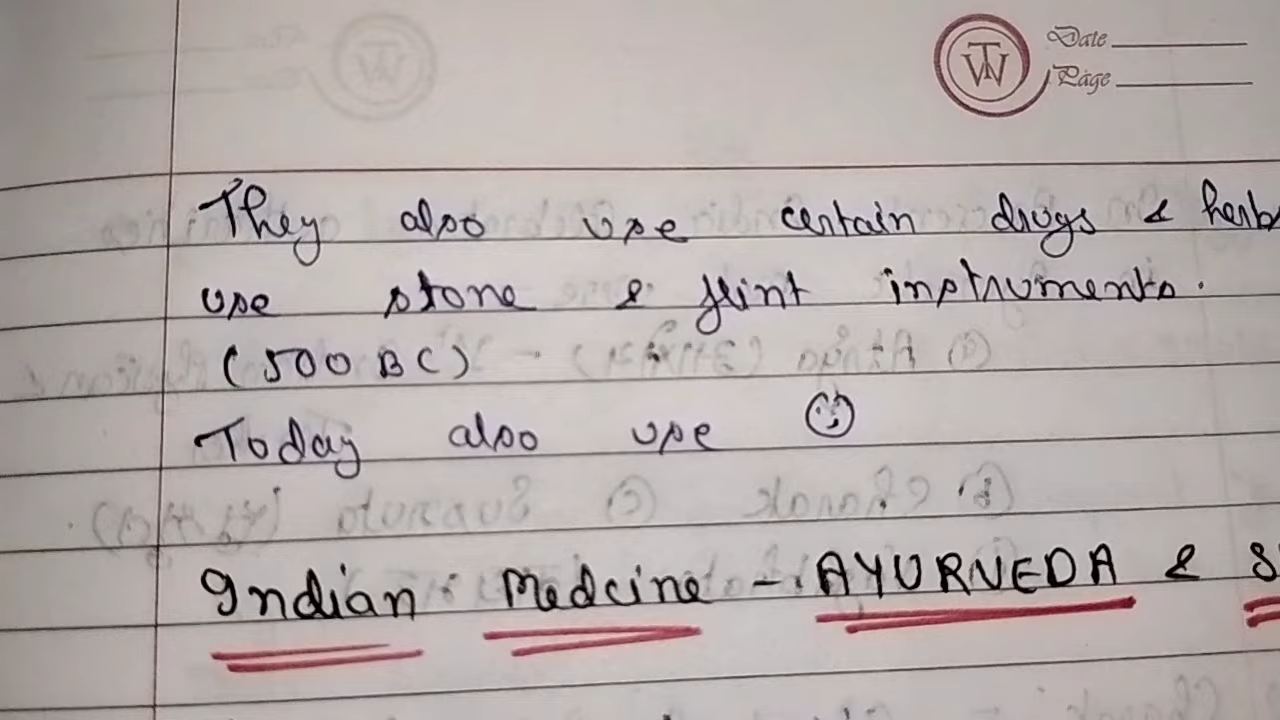 Date
Page
They also use certain drugs & herbs
use stone & flint instruments.
(500 BC)
Today also use
Indian Medcine - AYURVEDA & S